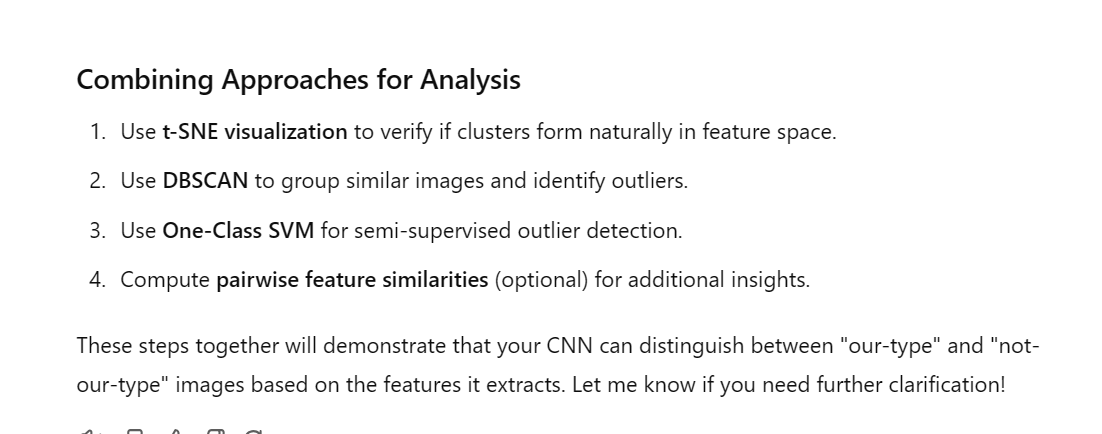 Combining Approaches for Analysis
1. Use t-SNE visualization to verify if clusters form naturally in feature space.
2. Use DBSCAN to group similar images and identify outliers.
3. Use One-Class SVM for semi-supervised outlier detection.
4. Compute pairwise feature similarities (optional) for additional insights.
These steps together will demonstrate that your CNN can distinguish between "our-type" and "not-
our-type" images based on the features it extracts. Let me know if you need further clarification!